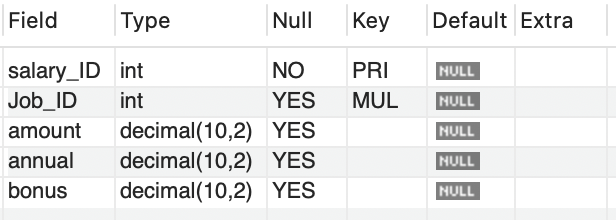 Field Type Null Key Default Extra
salary_ID int NO PRI NULL
Job_ID int YES MUL NULL
amount decimal(10,2) YES NULL
annual decimal(10,2) YES NULL
bonus decimal(10,2) YES NULL